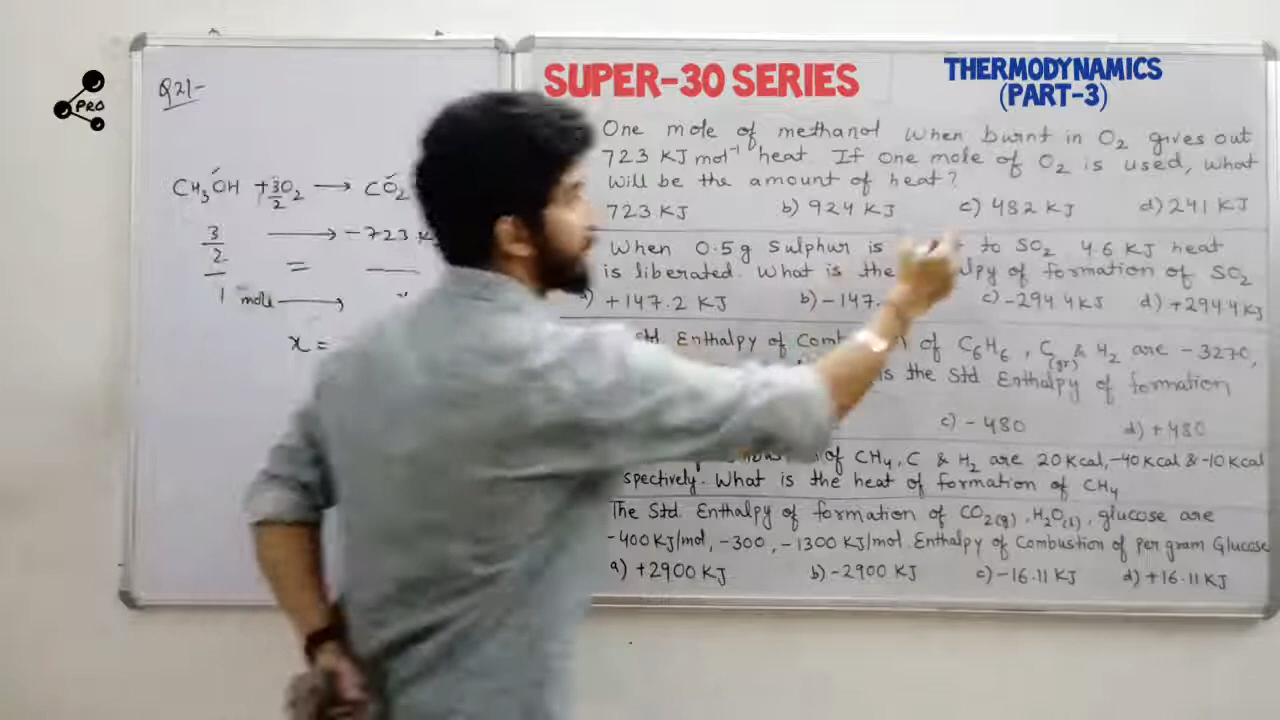 SUPER-30 SERIES
THERMODYNAMICS
(PART-3)
PRO
Q21-
CH3OH + 3/2 O2 → CO2
3/2 → -723 K
= 
1 mole →
x =
One mole of methanol when burnt in O2 gives out
723 KJ mol⁻¹ heat. If one mole of O2 is used, what
will be the amount of heat?
723 KJ b) 924 KJ c) 482 KJ d) 241 KJ
When 0.5g Sulphur is to SO2 4.6 KJ heat
is liberated. What is the of formation of SO2
a) +147.2 KJ b) -147. c) -294.4 KJ d) +294.4 KJ
Std. Enthalpy of of C6H6, C(gr) & H2 are -3270,
is the Std Enthalpy of formation
c) -480 d) +480
of CH4, C & H2 are 20 Kcal, -40 Kcal & -10 Kcal
spectively. What is the heat of formation of CH4
The Std. Enthalpy of formation of CO2(g), H2O(l), glucose are
-400 KJ/mol, -300, -1300 KJ/mol. Enthalpy of Combustion of per gram Glucose
a) +2900 KJ b) -2900 KJ c) -16.11 KJ d) +16.11 KJ